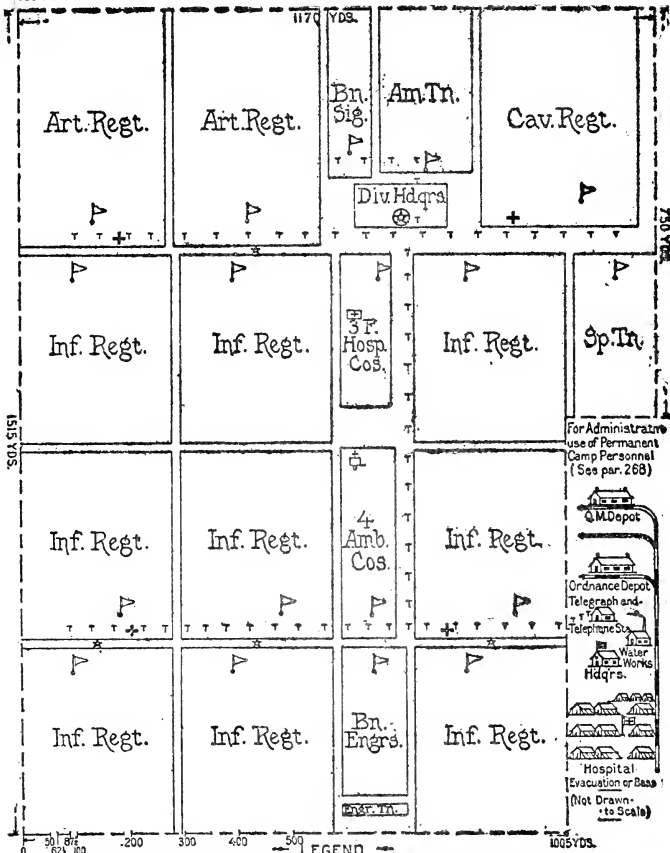 1170 YDS.
Art. Regt.
Art. Regt.
Bn.
Sig.
Am. Tn.
Cav. Regt.
Div. Hdqrs.
750 YDS.
Inf. Regt.
Inf. Regt.
3 F.
Hosp.
Cos.
Inf. Regt.
Sp. Tn.
1515 YDS.
For Administrative
use of Permanent
Camp Personnel
(See par. 268)
Q.M. Depot
Inf. Regt.
Inf. Regt.
4
Amb.
Cos.
Inf. Regt.
Ordnance Depot
Telegraph and
Telephone Sta.
Water
Works
Hdqrs.
Inf. Regt.
Inf. Regt.
Bn.
Engrs.
Inf. Regt.
Engr. Tn.
Hospital
Evacuation or Base
(Not Drawn
to Scale)
0 50 62½ 87½ 100 200 300 400 500
LEGEND
1005 YDS.